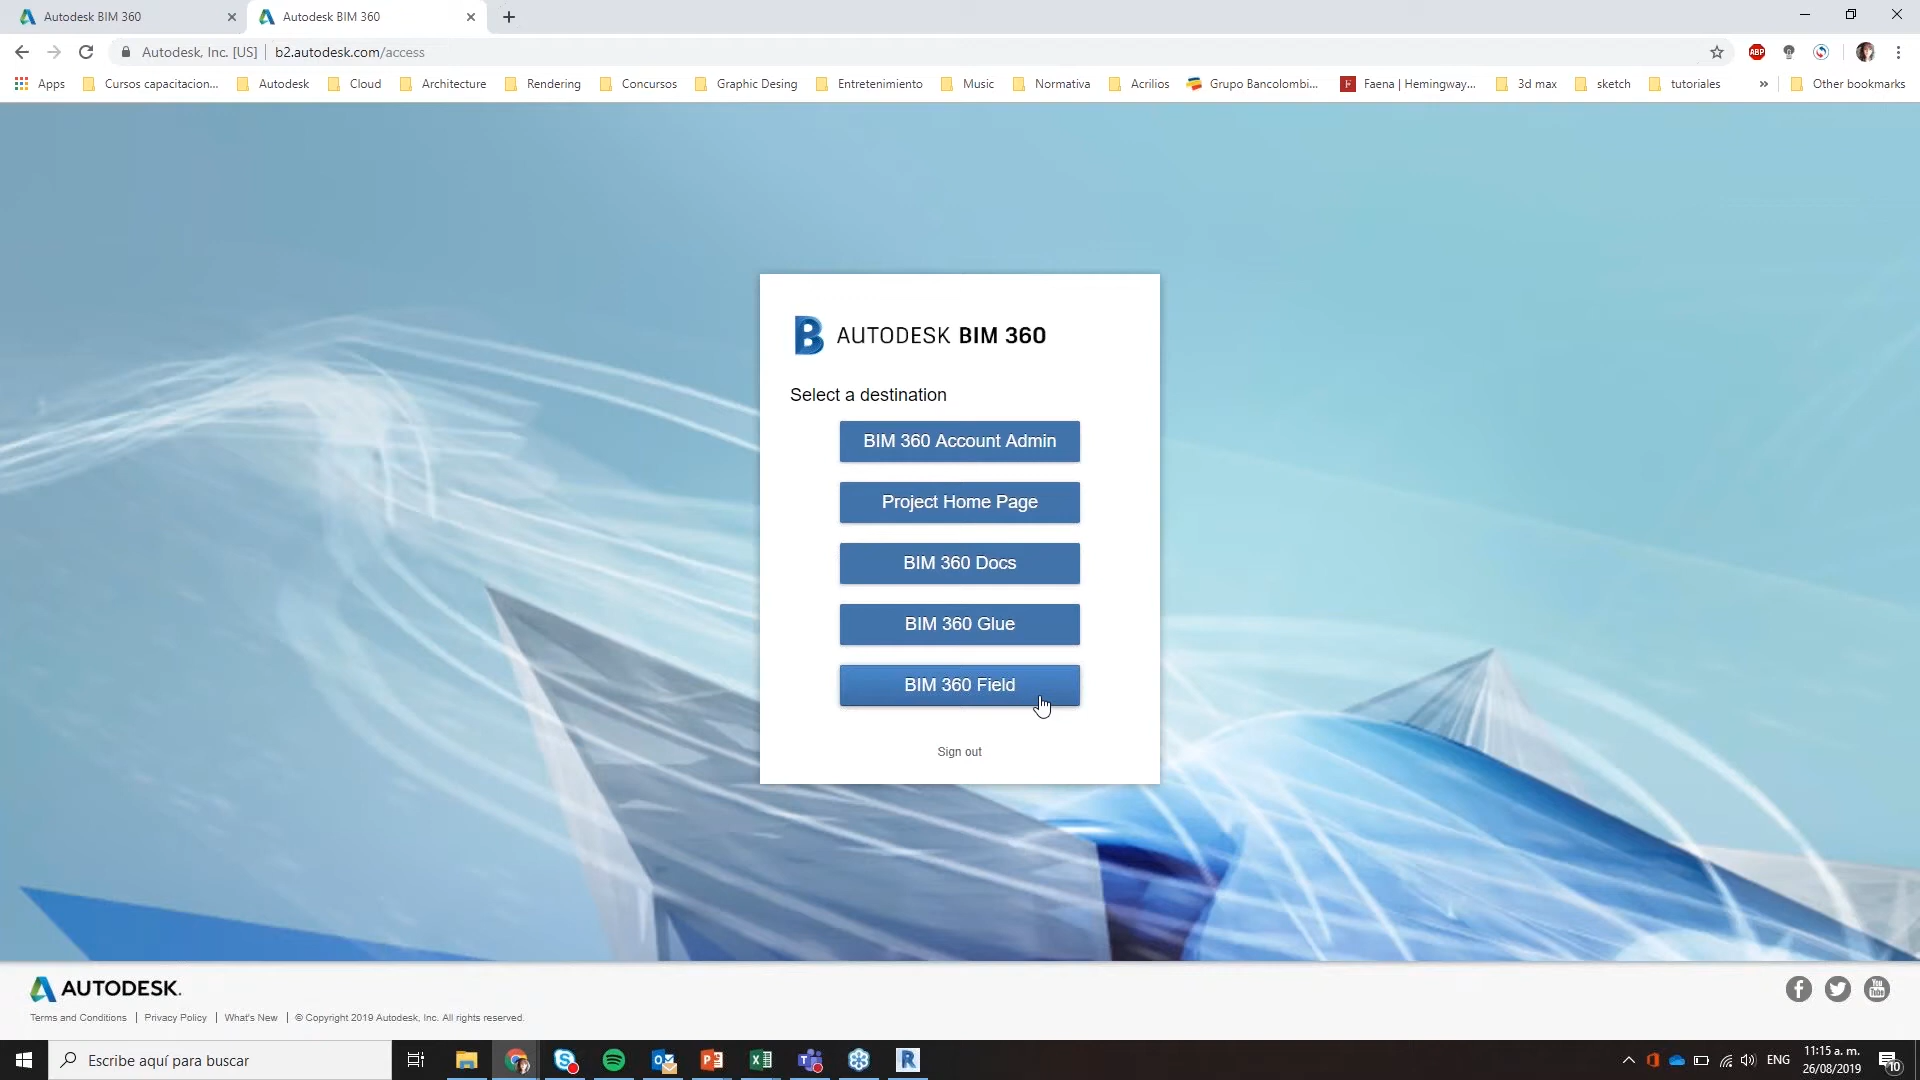 Autodesk BIM 360
Autodesk BIM 360
Autodesk, Inc. [US] b2.autodesk.com/access
ABP
Apps Cursos capacitacion... Autodesk Cloud Architecture Rendering Concursos Graphic Desing Entretenimiento Music Normativa Acrilios Grupo Bancolombi... F Faena | Hemingway... 3d max sketch tutoriales » Other bookmarks
B AUTODESK BIM 360
Select a destination
BIM 360 Account Admin
Project Home Page
BIM 360 Docs
BIM 360 Glue
BIM 360 Field
Sign out
AUTODESK.
Terms and Conditions | Privacy Policy | What's New | © Copyright 2019 Autodesk, Inc. All rights reserved.
You Tube
Escribe aquí para buscar
ENG
11:15 a. m.
26/08/2019
10